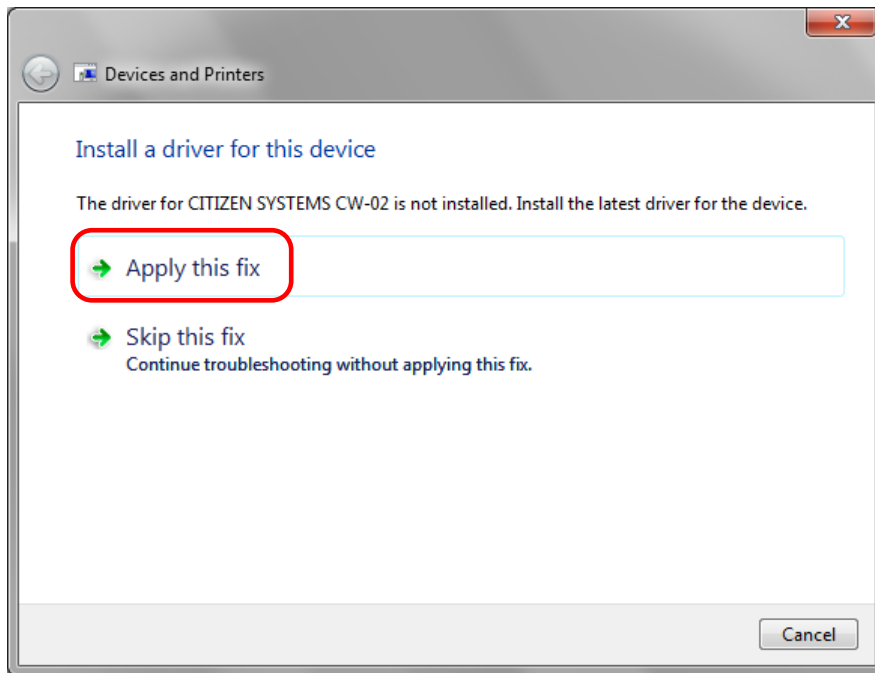 Devices and Printers
Install a driver for this device
The driver for CITIZEN SYSTEMS CW-02 is not installed. Install the latest driver for the device.
Apply this fix
Skip this fix
Continue troubleshooting without applying this fix.
Cancel